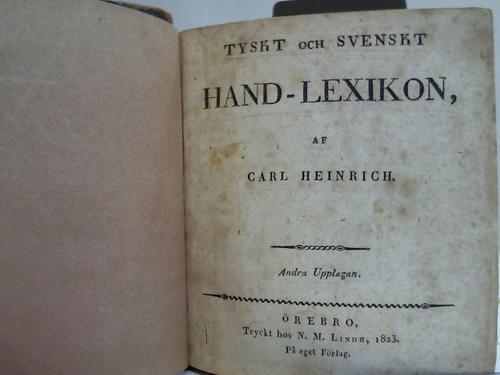 TYSKT OCH SVENSKT
HAND-LEXIKON,
AF
CARL HEINRICH.
Andra Upplagan.
ÖREBRO,
Tryckt hos N. M. LINDH, 1823.
På eget Förlag.